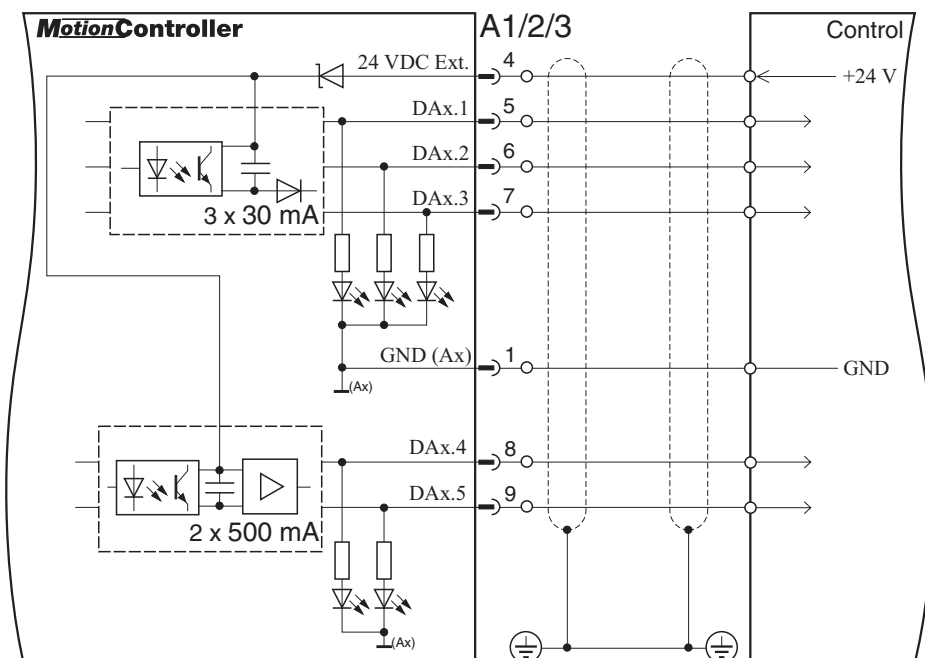 MotionController
A1/2/3
Control
24 VDC Ext.
4
+24 V
DAx.1
5
DAx.2
6
DAx.3
7
3 x 30 mA
GND (Ax)
1
GND
(Ax)
DAx.4
8
DAx.5
9
2 x 500 mA
(Ax)